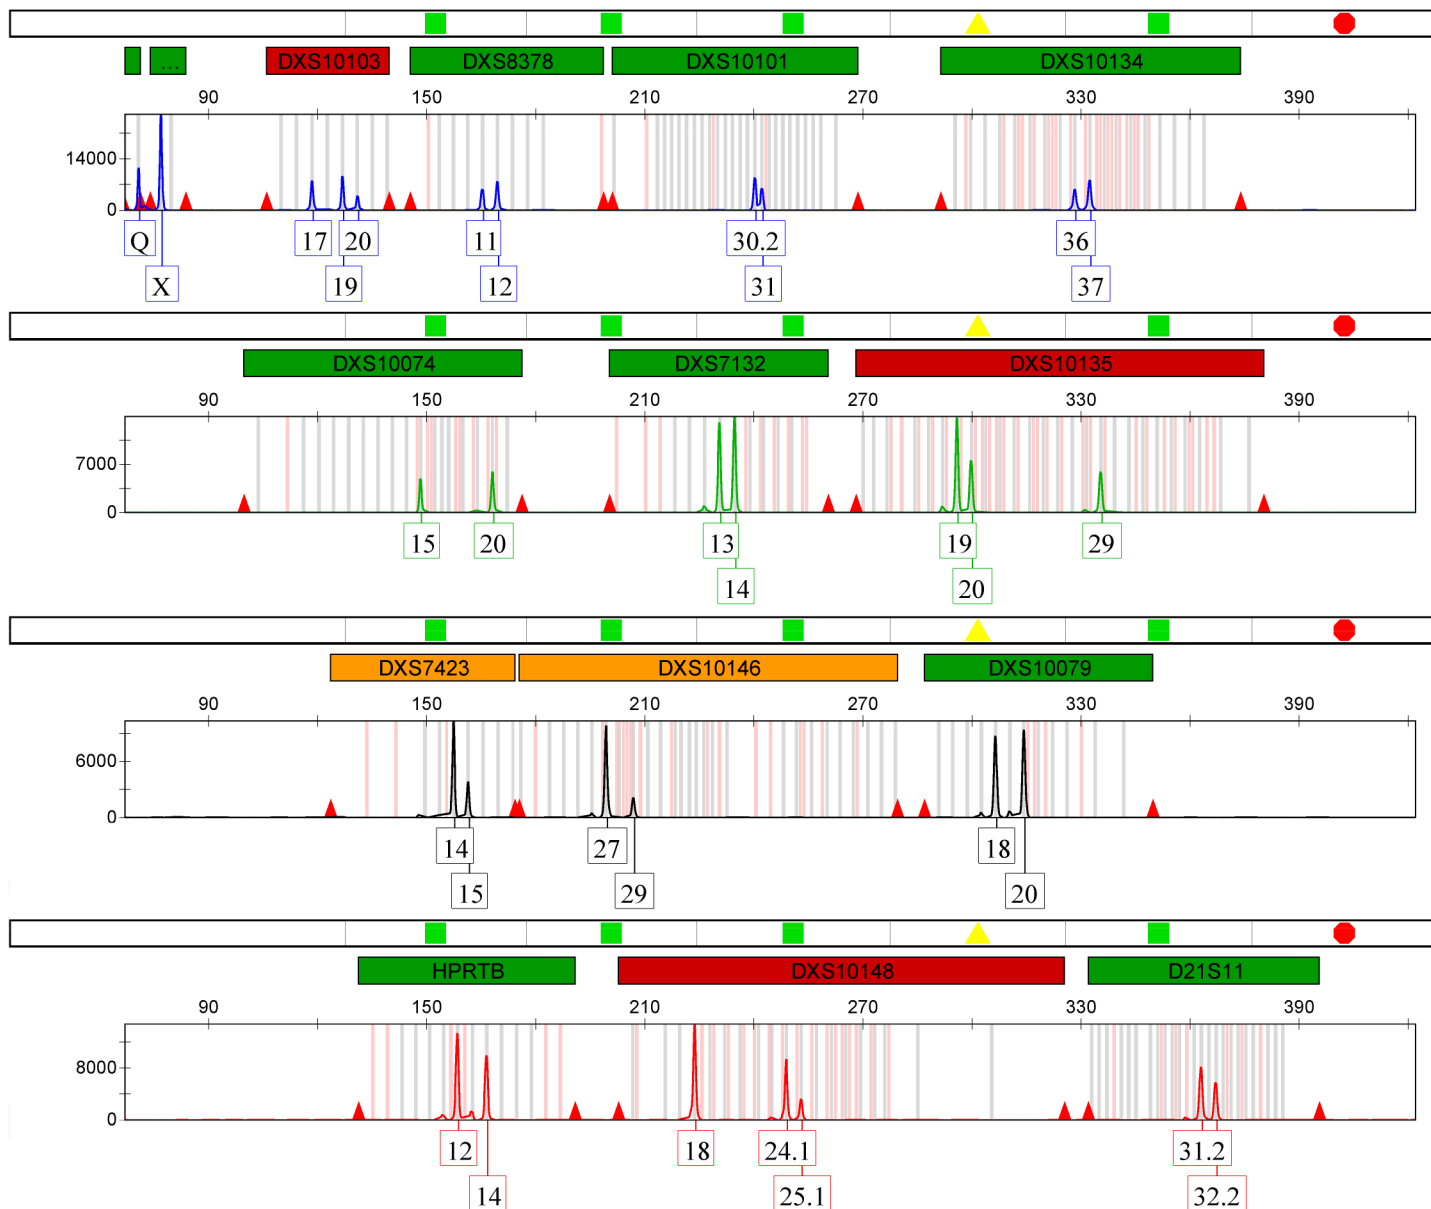 ... DXS10103 DXS8378 DXS10101 DXS10134
90 150 210 270 330 390
14000
0
Q 17 20 11 30.2 36
X 19 12 31 37
DXS10074 DXS7132 DXS10135
90 150 210 270 330 390
7000
0
15 20 13 19 29
14 20
DXS7423 DXS10146 DXS10079
90 150 210 270 330 390
6000
0
14 27 18
15 29 20
HPRTB DXS10148 D21S11
90 150 210 270 330 390
8000
0
12 18 24.1 31.2
14 25.1 32.2